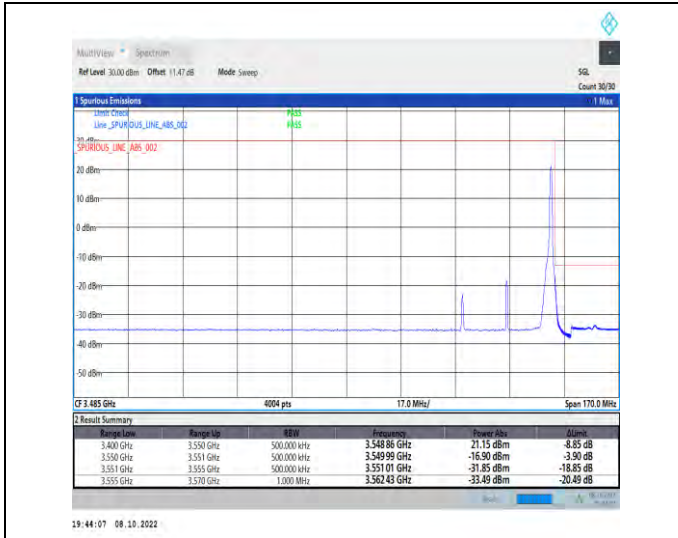 MultiView Spectrum
Ref Level 30.00 dBm Offset 11.47 dB Mode Sweep SGL
Count 30/30
1 Spurious Emissions 1 Max
Limit Check PASS
Line _SPURIOUS_LINE_ABS_002 PASS
30 dBm
_SPURIOUS_LINE_ABS_002
20 dBm
10 dBm
0 dBm
-10 dBm
-20 dBm
-30 dBm
-40 dBm
-50 dBm
CF 3.485 GHz 4004 pts 17.0 MHz/ Span 170.0 MHz
2 Result Summary
Range Low Range Up RBW Frequency Power Abs ΔLimit
3.400 GHz 3.550 GHz 500.000 kHz 3.548 86 GHz 21.15 dBm -8.85 dB
3.550 GHz 3.551 GHz 500.000 kHz 3.549 99 GHz -16.90 dBm -3.90 dB
3.551 GHz 3.555 GHz 500.000 kHz 3.551 01 GHz -31.85 dBm -18.85 dB
3.555 GHz 3.570 GHz 1.000 MHz 3.562 43 GHz -33.49 dBm -20.49 dB
19:44:07 08.10.2022